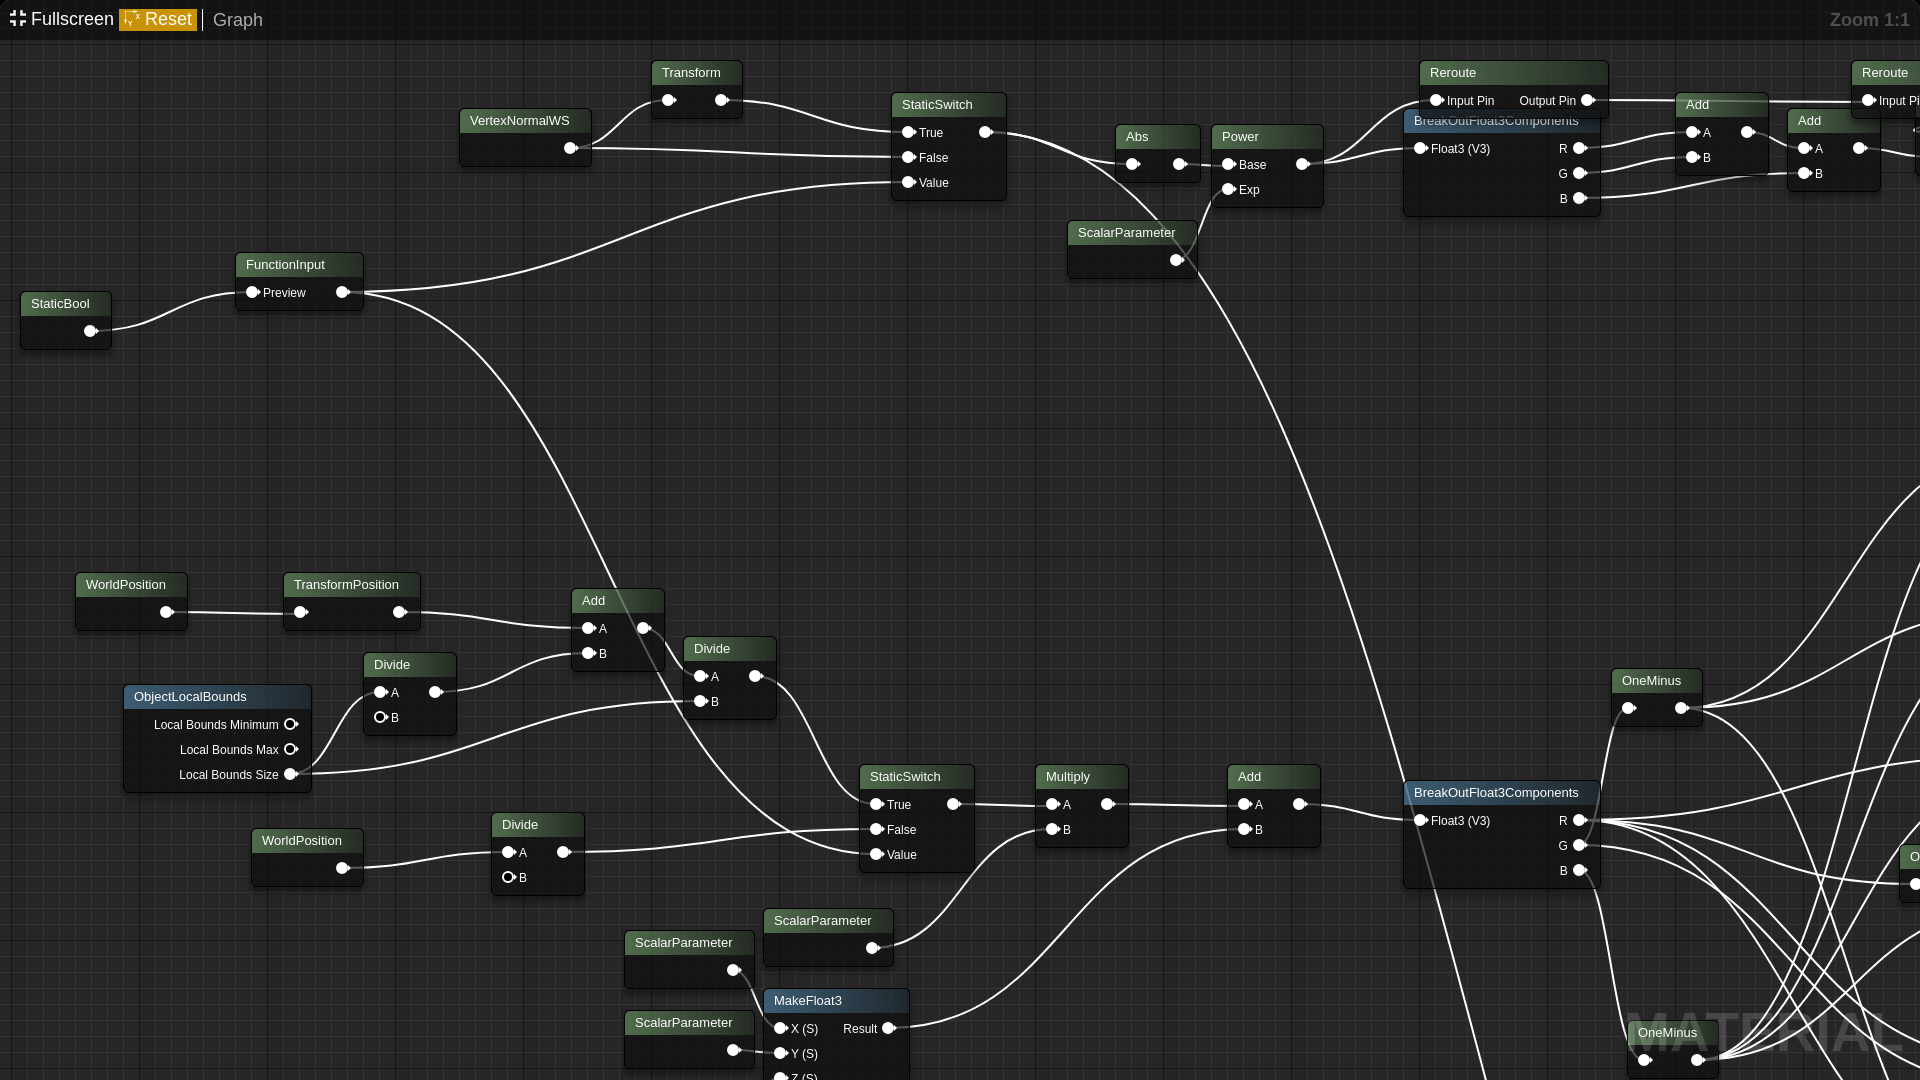 Fullscreen Reset Graph Zoom 1:1
Transform
Reroute
Input Pin Output Pin
Reroute
Input Pi
VertexNormalWS
StaticSwitch
True
False
Value
Abs
Power
Base
Exp
BreakOutFloat3Components
Float3 (V3) R
G
B
Add
A
B
Add
A
B
ScalarParameter
FunctionInput
Preview
StaticBool
WorldPosition
TransformPosition
Add
A
B
Divide
A
B
Divide
A
B
ObjectLocalBounds
Local Bounds Minimum
Local Bounds Max
Local Bounds Size
OneMinus
StaticSwitch
True
False
Value
Multiply
A
B
Add
A
B
BreakOutFloat3Components
Float3 (V3) R
G
B
WorldPosition
Divide
A
B
O
ScalarParameter
ScalarParameter
MakeFloat3
X (S) Result
Y (S)
Z (S)
ScalarParameter
OneMinus
MATERIAL